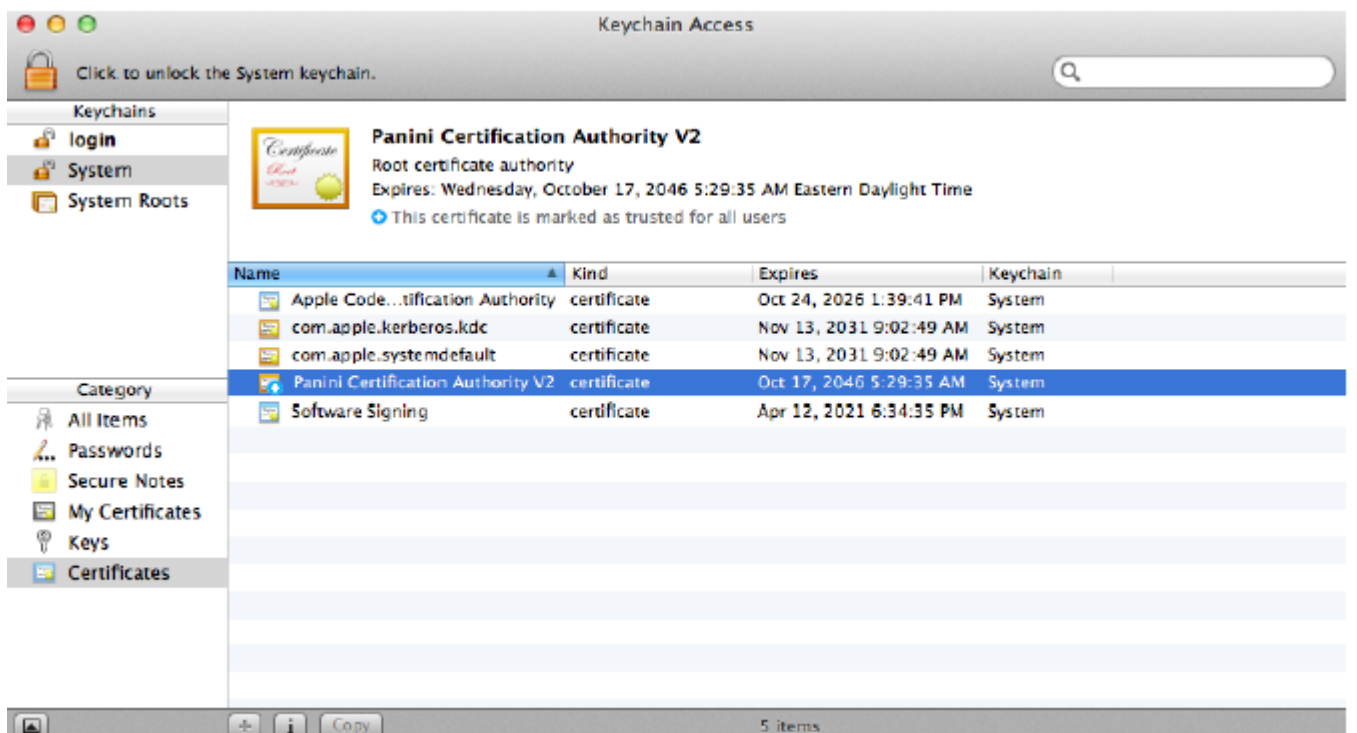 Keychain Access
Click to unlock the System keychain.
Keychains
login
System
System Roots
Certificate
Root
Panini Certification Authority V2
Root certificate authority
Expires: Wednesday, October 17, 2046 5:29:35 AM Eastern Daylight Time
This certificate is marked as trusted for all users
Name Kind Expires Keychain
Apple Code...tification Authority certificate Oct 24, 2026 1:39:41 PM System
com.apple.kerberos.kdc certificate Nov 13, 2031 9:02:49 AM System
com.apple.systemdefault certificate Nov 13, 2031 9:02:49 AM System
Panini Certification Authority V2 certificate Oct 17, 2046 5:29:35 AM System
Software Signing certificate Apr 12, 2021 6:34:35 PM System
Category
All Items
Passwords
Secure Notes
My Certificates
Keys
Certificates
+ i Copy 5 items